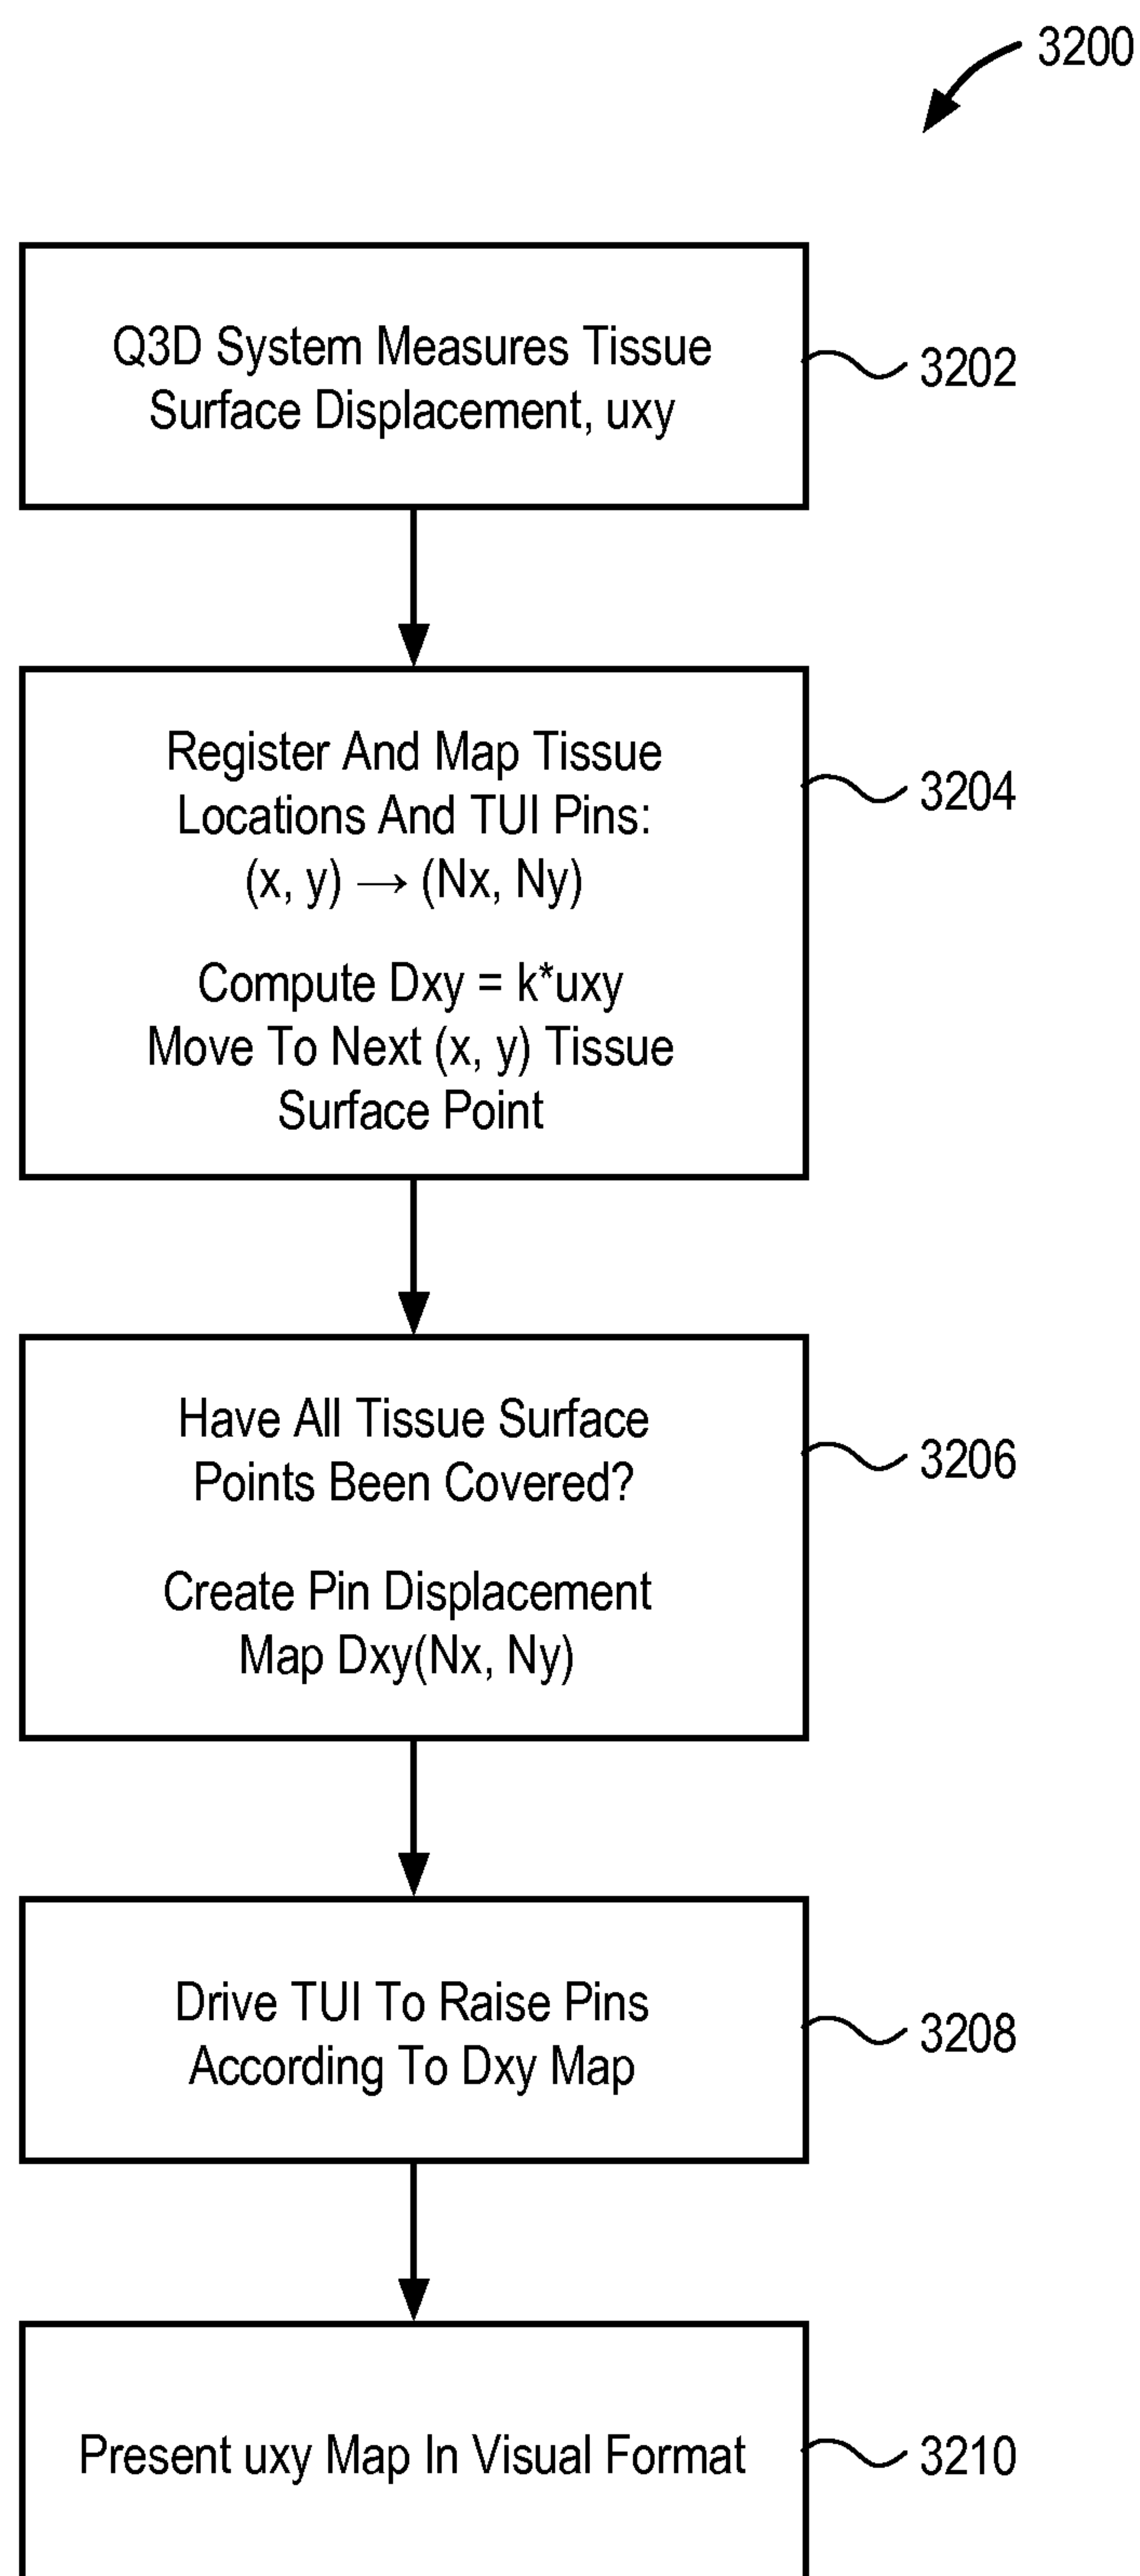 3200
Q3D System Measures Tissue
Surface Displacement, uxy
3202
Register And Map Tissue
Locations And TUI Pins:
(x, y) → (Nx, Ny)
Compute Dxy = k*uxy
Move To Next (x, y) Tissue
Surface Point
3204
Have All Tissue Surface
Points Been Covered?
Create Pin Displacement
Map Dxy(Nx, Ny)
3206
Drive TUI To Raise Pins
According To Dxy Map
3208
Present uxy Map In Visual Format
3210